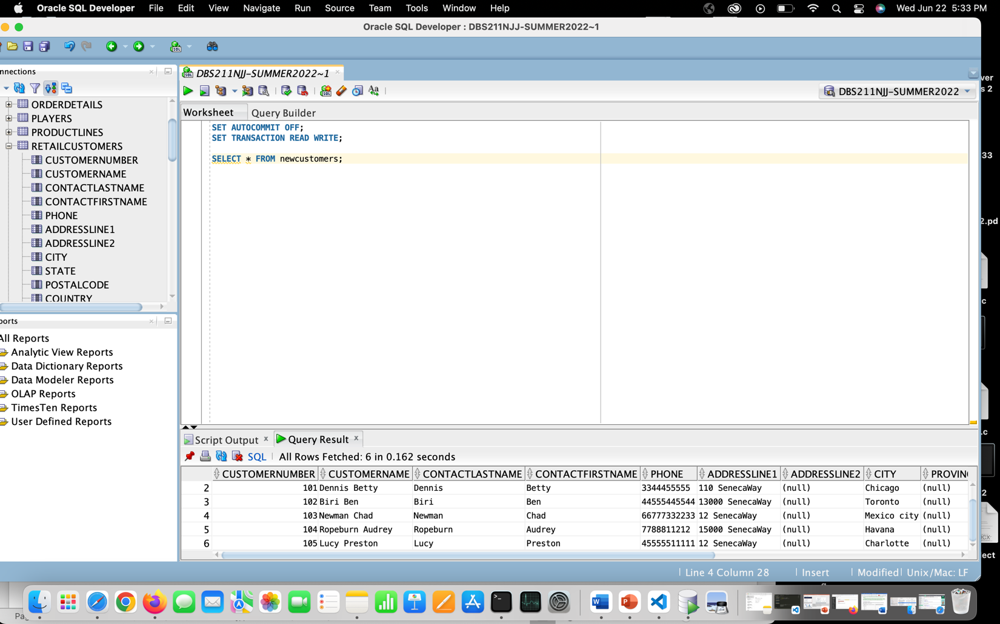 Oracle SQL Developer File Edit View Navigate Run Source Team Tools Window Help Wed Jun 22 5:33 PM
Oracle SQL Developer : DBS211NJJ-SUMMER2022~1
nnections
DBS211NJJ-SUMMER2022~1
DBS211NJJ-SUMMER2022
Worksheet Query Builder
ORDERDETAILS
PLAYERS
PRODUCTLINES
RETAILCUSTOMERS
CUSTOMERNUMBER
CUSTOMERNAME
CONTACTLASTNAME
CONTACTFIRSTNAME
PHONE
ADDRESSLINE1
ADDRESSLINE2
CITY
STATE
POSTALCODE
COUNTRY
SET AUTOCOMMIT OFF;
SET TRANSACTION READ WRITE;
SELECT * FROM newcustomers;
ports
All Reports
Analytic View Reports
Data Dictionary Reports
Data Modeler Reports
OLAP Reports
TimesTen Reports
User Defined Reports
Script Output Query Result
SQL All Rows Fetched: 6 in 0.162 seconds
CUSTOMERNUMBER CUSTOMERNAME CONTACTLASTNAME CONTACTFIRSTNAME PHONE ADDRESSLINE1 ADDRESSLINE2 CITY PROVIN
2 101 Dennis Betty Dennis Betty 3344455555 110 SenecaWay (null) Chicago (null)
3 102 Biri Ben Biri Ben 44555445544 13000 SenecaWay (null) Toronto (null)
4 103 Newman Chad Newman Chad 66777332233 12 SenecaWay (null) Mexico city (null)
5 104 Ropeburn Audrey Ropeburn Audrey 7788811212 15000 SenecaWay (null) Havana (null)
6 105 Lucy Preston Lucy Preston 45555511111 12 SenecaWay (null) Charlotte (null)
Line 4 Column 28 Insert Modified Unix/Mac: LF
ver
s 2
33
2.pd
c
.c
2
ect